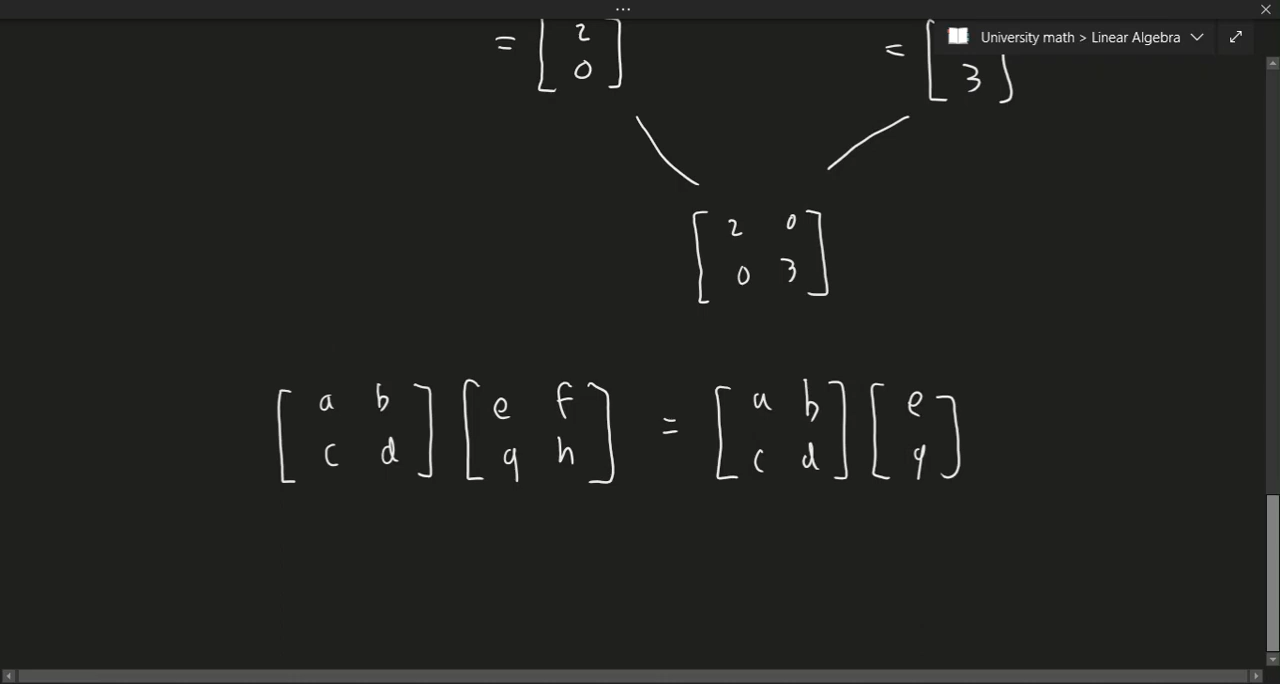 University math > Linear Algebra
= [ 2 0 ] = [ 3 ]
[ 2 0
0 3 ]
[ a b
c d ] [ e f
g h ] = [ a b
c d ] [ e
g ]